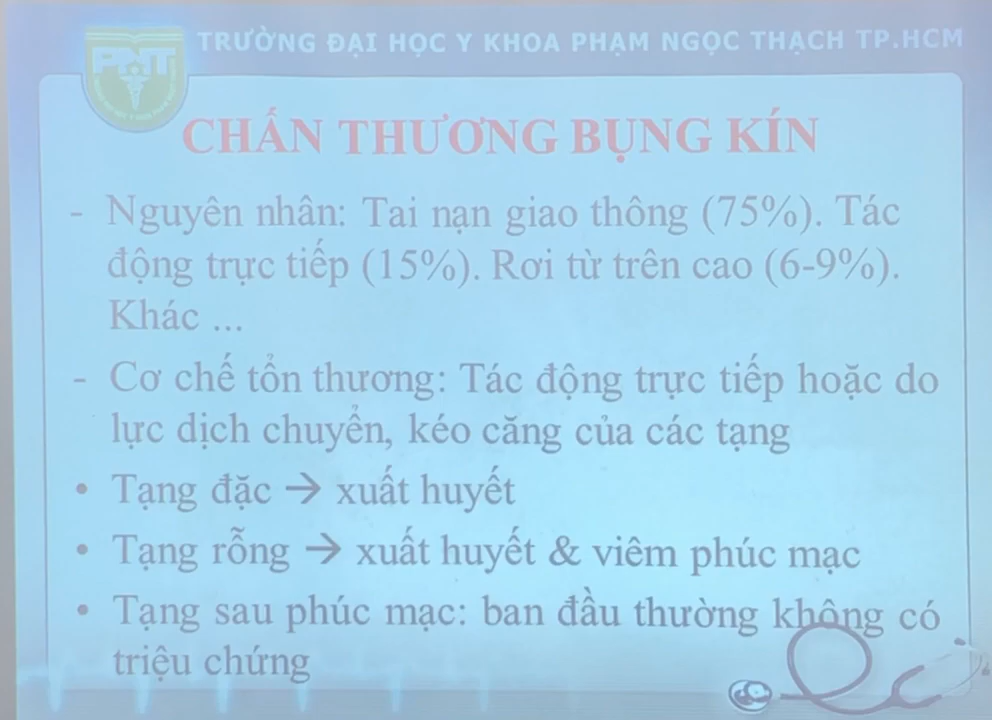 PNT
TRƯỜNG ĐẠI HỌC Y KHOA PHẠM NGỌC THẠCH TP.HCM
CHẤN THƯƠNG BỤNG KÍN
- Nguyên nhân: Tai nạn giao thông (75%). Tác
động trực tiếp (15%). Rơi từ trên cao (6-9%).
Khác ...
- Cơ chế tổn thương: Tác động trực tiếp hoặc do
lực dịch chuyển, kéo căng của các tạng
• Tạng đặc → xuất huyết
• Tạng rỗng → xuất huyết & viêm phúc mạc
• Tạng sau phúc mạc: ban đầu thường không có
triệu chứng